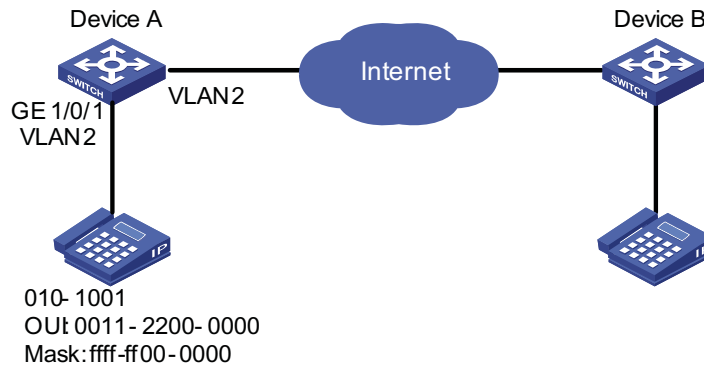 Device A
Device B
Internet
SWITCH
SWITCH
VLAN2
GE 1/0/1
VLAN2
IP
010-1001
OUI: 0011-2200-0000
Mask:ffff-ff00-0000